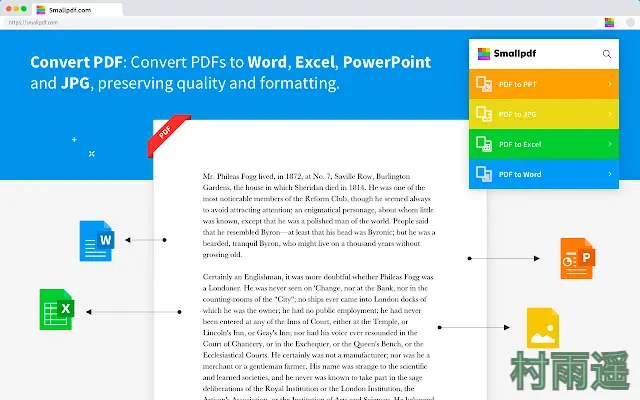 Smallpdf.com
https://smallpdf.com
Convert PDF: Convert PDFs to Word, Excel, PowerPoint
and JPG, preserving quality and formatting.
Smallpdf
PDF to PPT
PDF to JPG
PDF to Excel
PDF to Word
PDF
Mr. Phileas Fogg lived, in 1872, at No. 7, Saville Row, Burlington
Gardens, the house in which Sheridan died in 1814. He was one of the
most noticeable members of the Reform Club, though he seemed always
to avoid attracting attention; an enigmatical personage, about whom little
was known, except that he was a polished man of the world. People said
that he resembled Byron—at least that his head was Byronic; but he was a
bearded, tranquil Byron, who might live on a thousand years without
growing old.
Certainly an Englishman, it was more doubtful whether Phileas Fogg was
a Londoner. He was never seen on 'Change, nor at the Bank, nor in the
counting-rooms of the "City"; no ships ever came into London docks of
which he was the owner; he had no public employment; he had never
been entered at any of the Inns of Court, either at the Temple, or
Lincoln's Inn, or Gray's Inn; nor had his voice ever resounded in the
Court of Chancery, or in the Exchequer, or the Queen's Bench, or the
Ecclesiastical Courts. He certainly was not a manufacturer; nor was he a
merchant or a gentleman farmer. His name was strange to the scientific
and learned societies, and he never was known to take part in the sage
deliberations of the Royal Institution or the London Institution, the
Artisan's Association, or the Institution of Arts and Sciences. He belonged
W
X
P
村雨遥